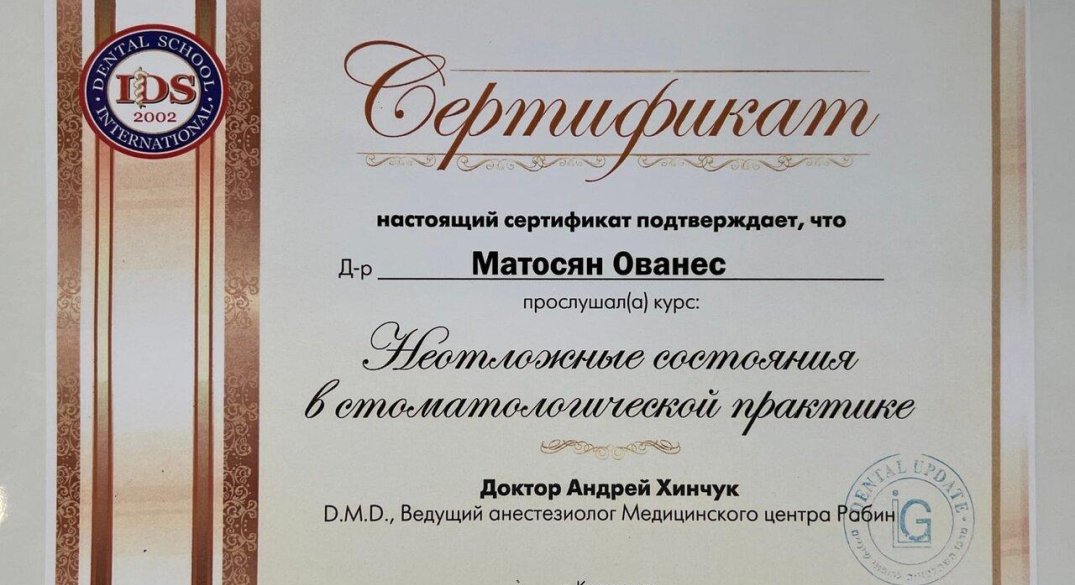 DENTAL SCHOOL
IDS
2002
INTERNATIONAL
Сертификат
настоящий сертификат подтверждает, что
Д-р Матосян Ованес
прослушал(а) курс:
Неотложные состояния
в стоматологической практике
Доктор Андрей Хинчук
D.M.D., Ведущий анестезиолог Медицинского центра Рабин
DENTAL UPDATE
iLG